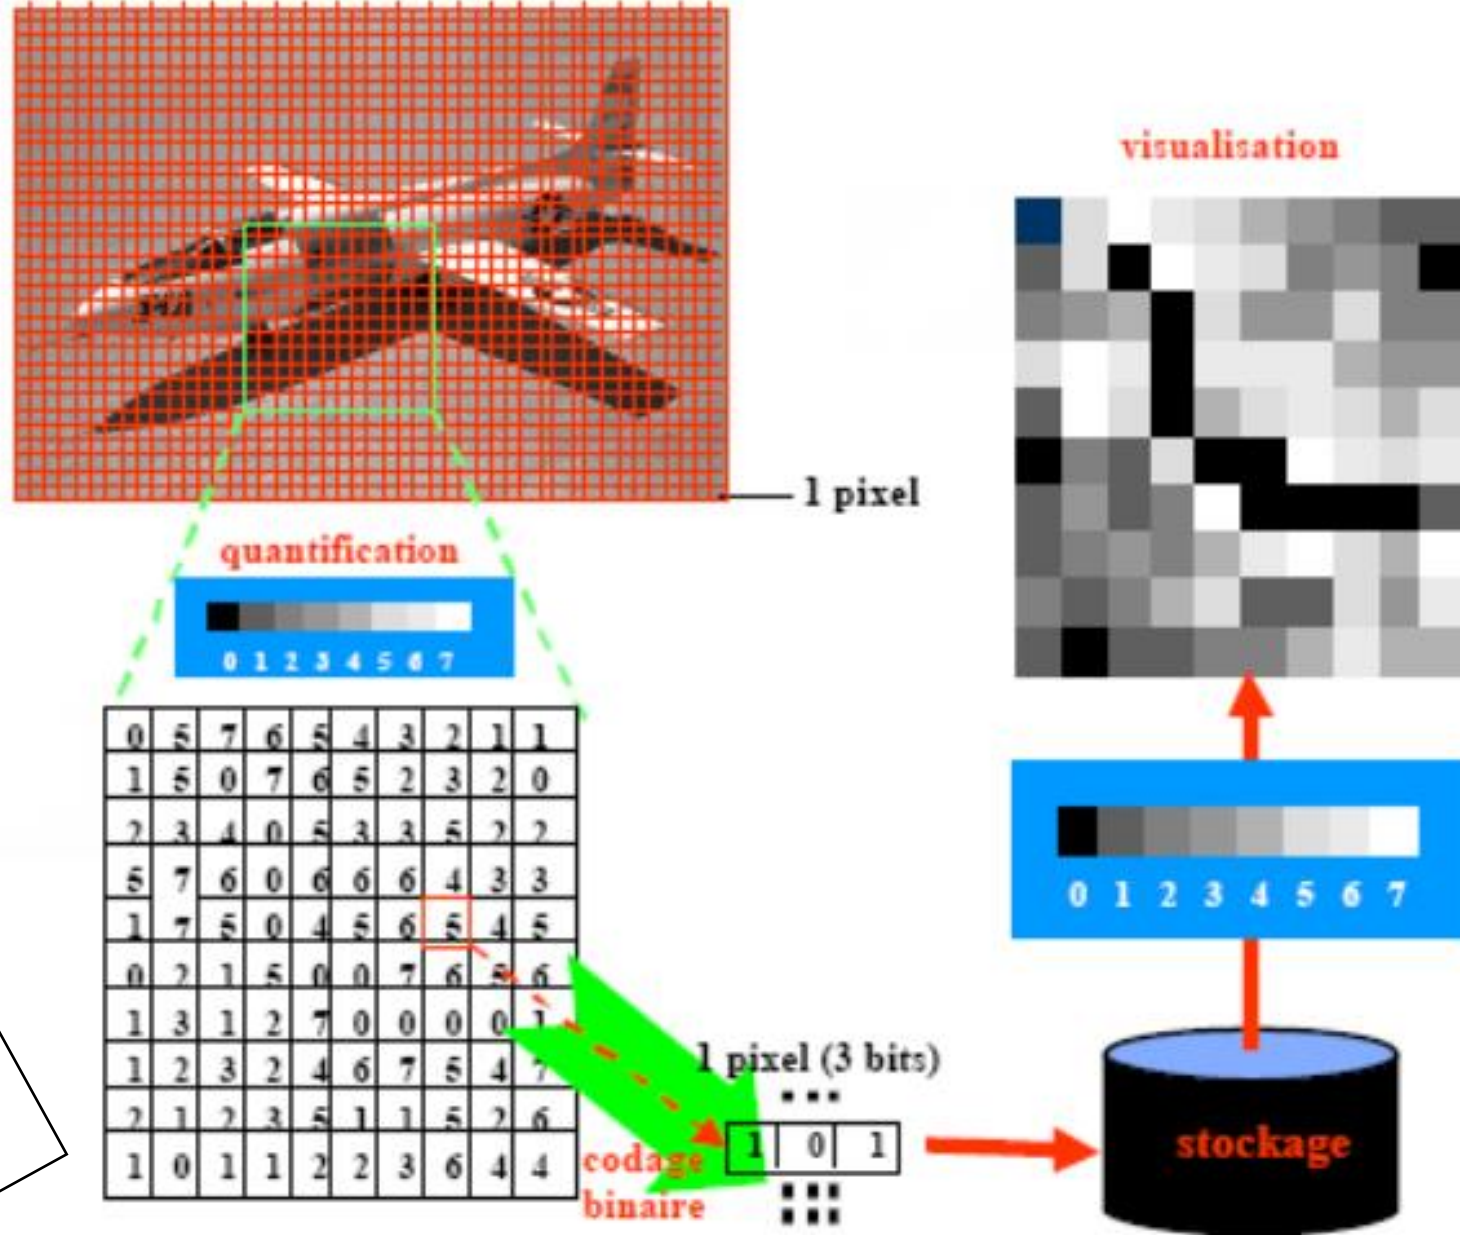 visualisation
1 pixel
quantification
0 1 2 3 4 5 6 7
0 5 7 6 5 4 3 2 1 1
1 5 0 7 6 5 2 3 2 0
2 3 4 0 5 3 3 5 2 2
5 7 6 0 6 6 6 4 3 3
1 7 5 0 4 5 6 5 4 5
0 2 1 5 0 0 7 6 5 6
1 3 1 2 7 0 0 0 0 1
1 2 3 2 4 6 7 5 4 7
2 1 2 3 5 1 1 5 2 6
1 0 1 1 2 2 3 6 4 4
0 1 2 3 4 5 6 7
1 pixel (3 bits)
...
1 0 1
codage
binaire
stockage